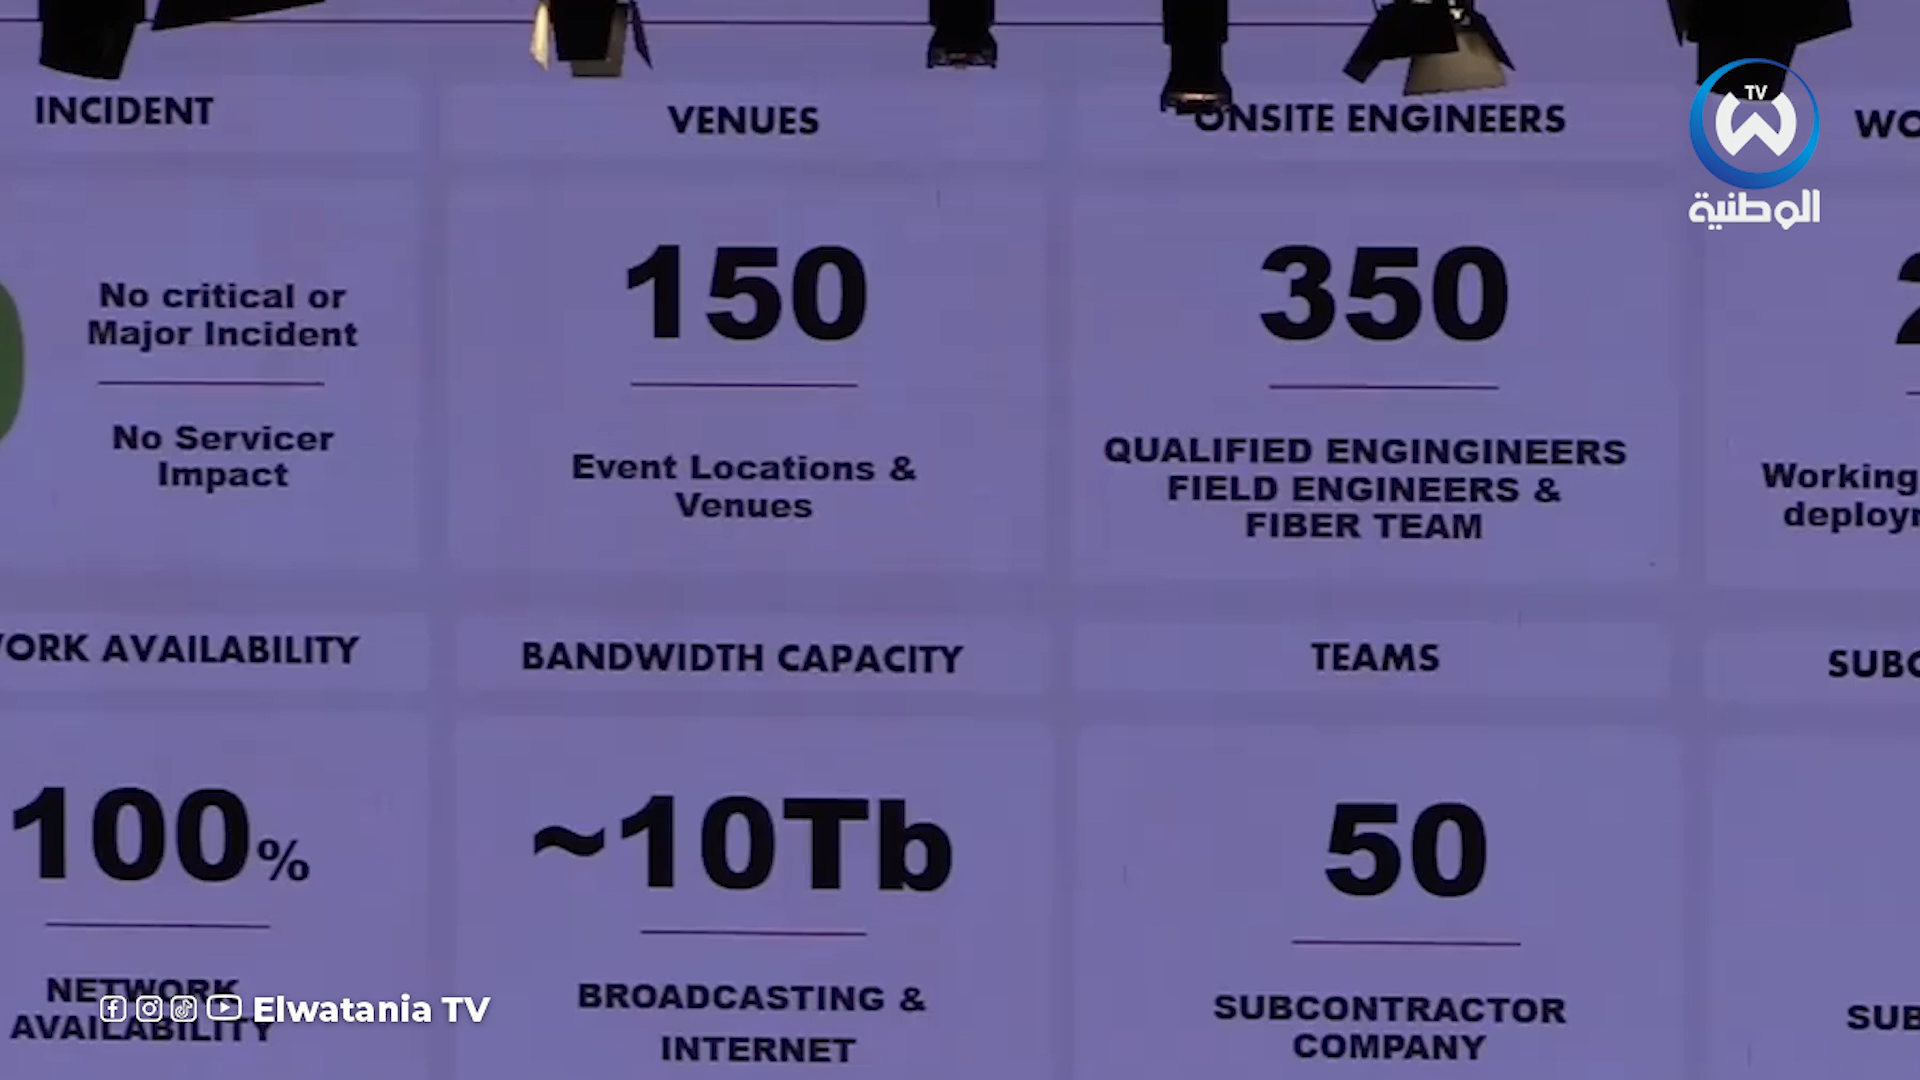 INCIDENT
No critical or
Major Incident
No Servicer
Impact
VENUES
150
Event Locations &
Venues
ONSITE ENGINEERS
350
QUALIFIED ENGINGINEERS
FIELD ENGINEERS &
FIBER TEAM
Working
TV
الوطنية
AVAILABILITY
100%
NETWORK
AVAILABILITY
BANDWIDTH CAPACITY
~10Tb
BROADCASTING &
INTERNET
TEAMS
50
SUBCONTRACTOR
COMPANY
Elwatania TV